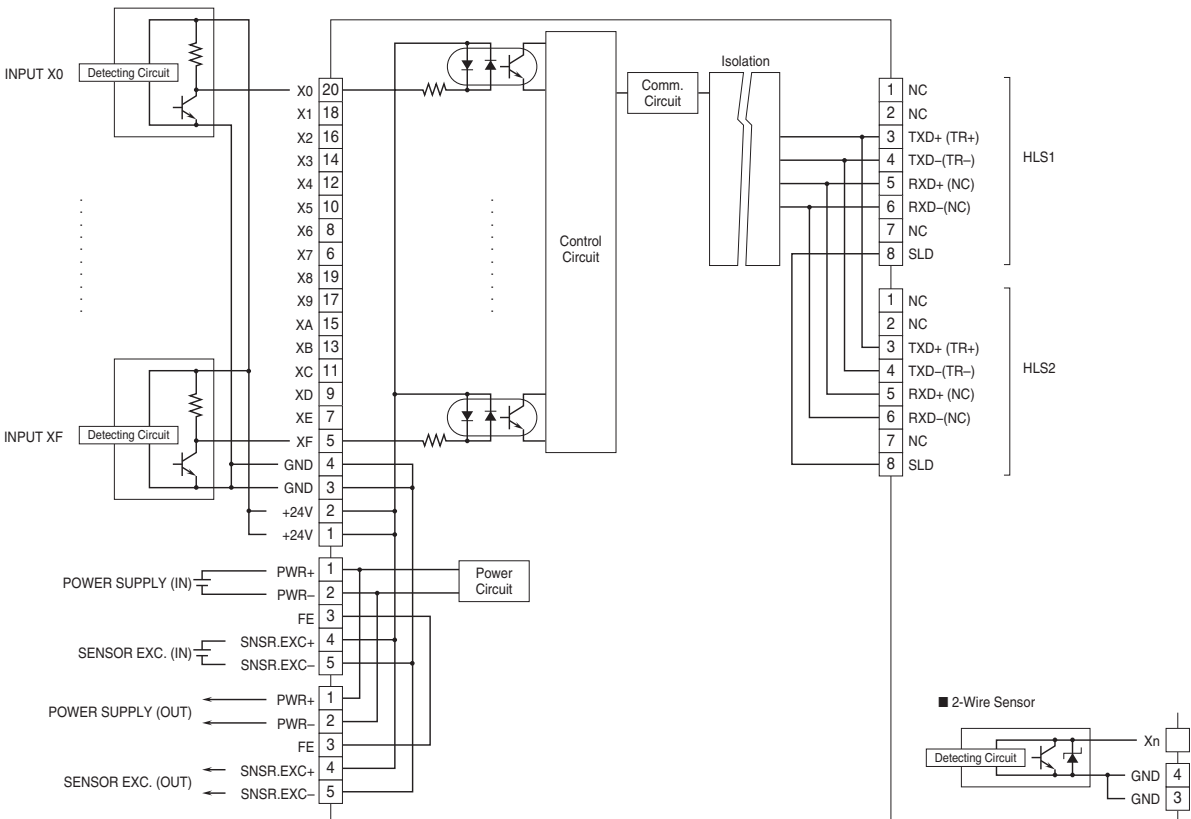 INPUT X0
Detecting Circuit
X0 20
X1 18
X2 16
X3 14
X4 12
X5 10
X6 8
X7 6
X8 19
X9 17
XA 15
XB 13
XC 11
XD 9
XE 7
XF 5
GND 4
GND 3
+24V 2
+24V 1
INPUT XF
Detecting Circuit
POWER SUPPLY (IN)
PWR+ 1
PWR– 2
FE 3
SENSOR EXC. (IN)
SNSR.EXC+ 4
SNSR.EXC– 5
POWER SUPPLY (OUT)
PWR+ 1
PWR– 2
FE 3
SENSOR EXC. (OUT)
SNSR.EXC+ 4
SNSR.EXC– 5
Power
Circuit
Control
Circuit
Comm.
Circuit
Isolation
1 NC
2 NC
3 TXD+ (TR+)
4 TXD–(TR–)
5 RXD+ (NC)
6 RXD–(NC)
7 NC
8 SLD
HLS1
1 NC
2 NC
3 TXD+ (TR+)
4 TXD–(TR–)
5 RXD+ (NC)
6 RXD–(NC)
7 NC
8 SLD
HLS2
■ 2-Wire Sensor
Detecting Circuit
Xn
GND 4
GND 3